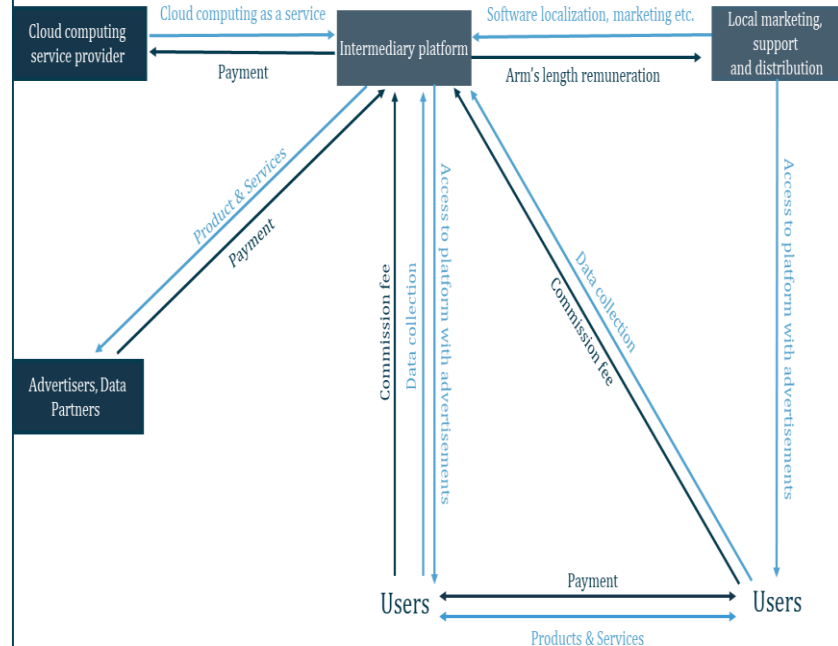 Cloud computing as a service
Software localization, marketing etc.
Cloud computing
service provider
Intermediary platform
Local marketing,
support
and distribution
Payment
Arm's length remuneration
Product & Services
Payment
Access to platform with advertisements
Access to platform with advertisements
Commission fee
Data collection
Data collection
Commission fee
Advertisers, Data
Partners
Users
Payment
Users
Products & Services